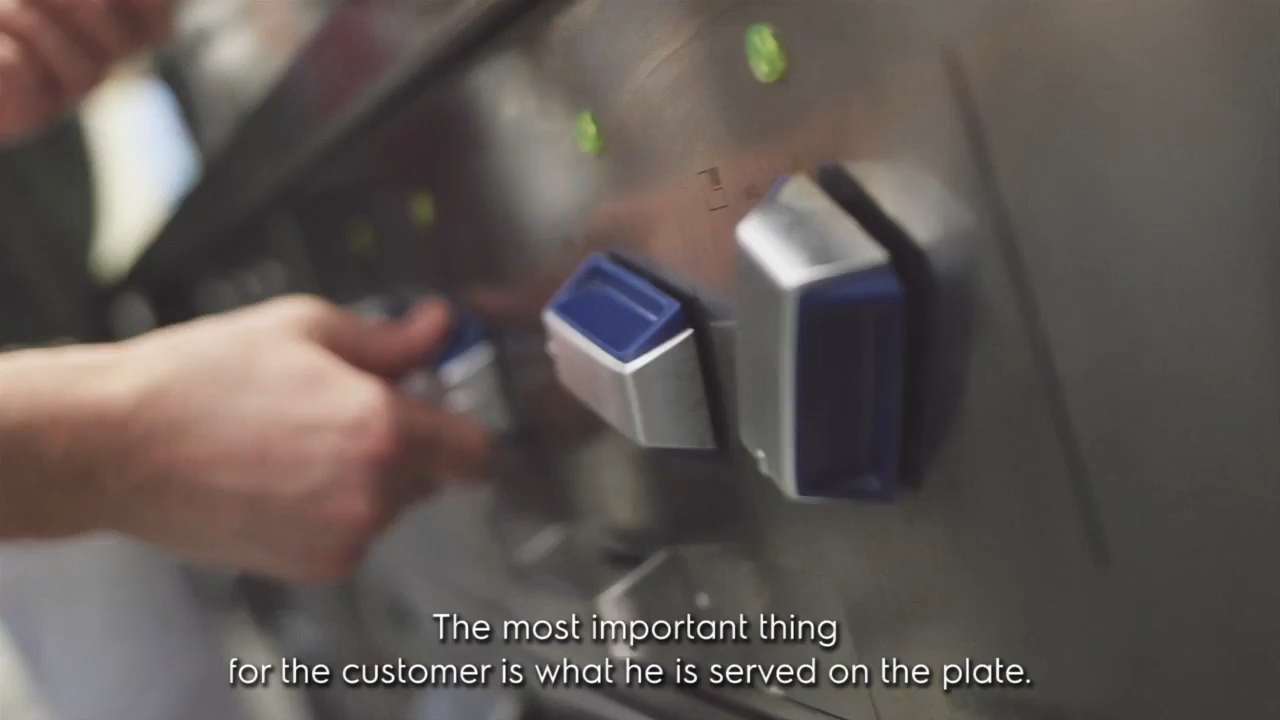 The most important thing
for the customer is what he is served on the plate.